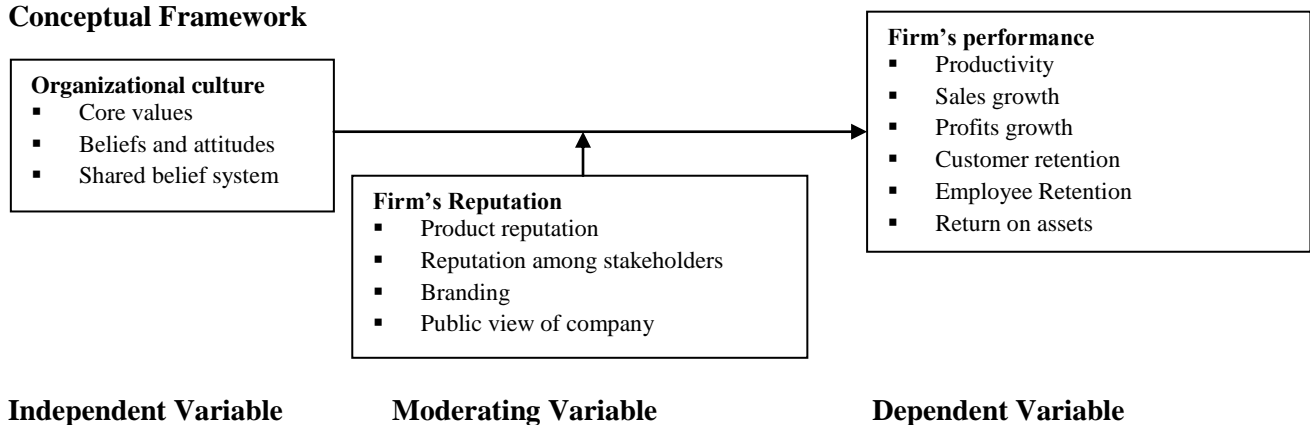 Conceptual Framework
Organizational culture
▪ Core values
▪ Beliefs and attitudes
▪ Shared belief system
Firm’s Reputation
▪ Product reputation
▪ Reputation among stakeholders
▪ Branding
▪ Public view of company
Firm’s performance
▪ Productivity
▪ Sales growth
▪ Profits growth
▪ Customer retention
▪ Employee Retention
▪ Return on assets
Independent Variable Moderating Variable Dependent Variable